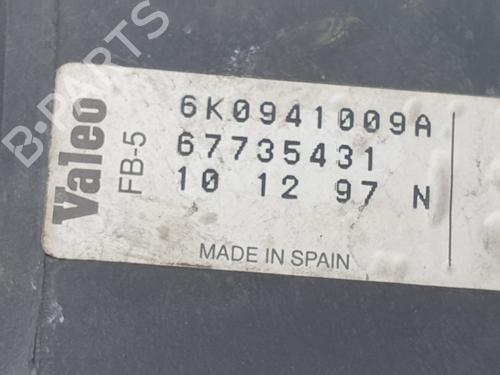 B-PARTS
Valeo
FB-5
6K0941009A
67735431
10 12 97 N
MADE IN SPAIN